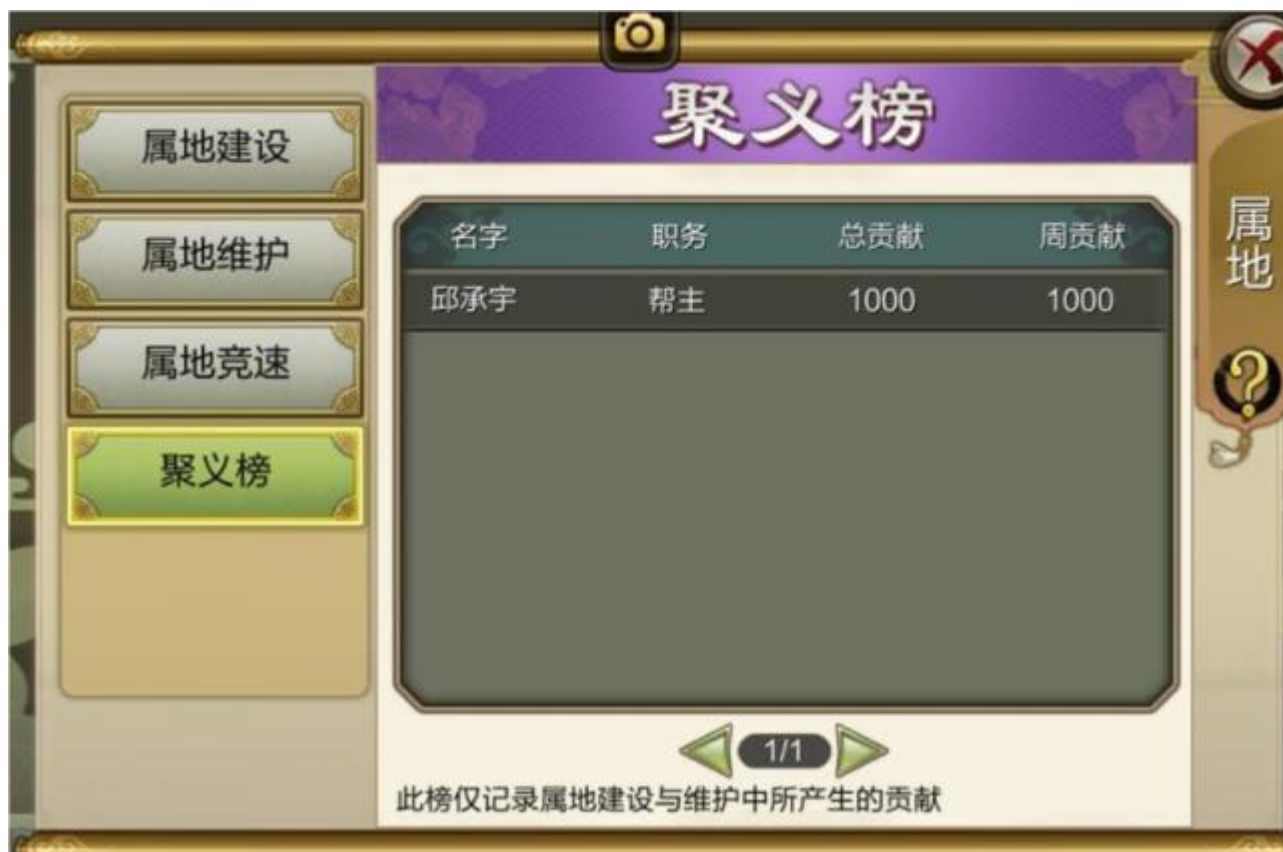 聚义榜
属地建设
属地维护
属地竞速
聚义榜
名字 职务 总贡献 周贡献
邱承宇 帮主 1000 1000
1/1
此榜仅记录属地建设与维护中所产生的贡献
属地
?